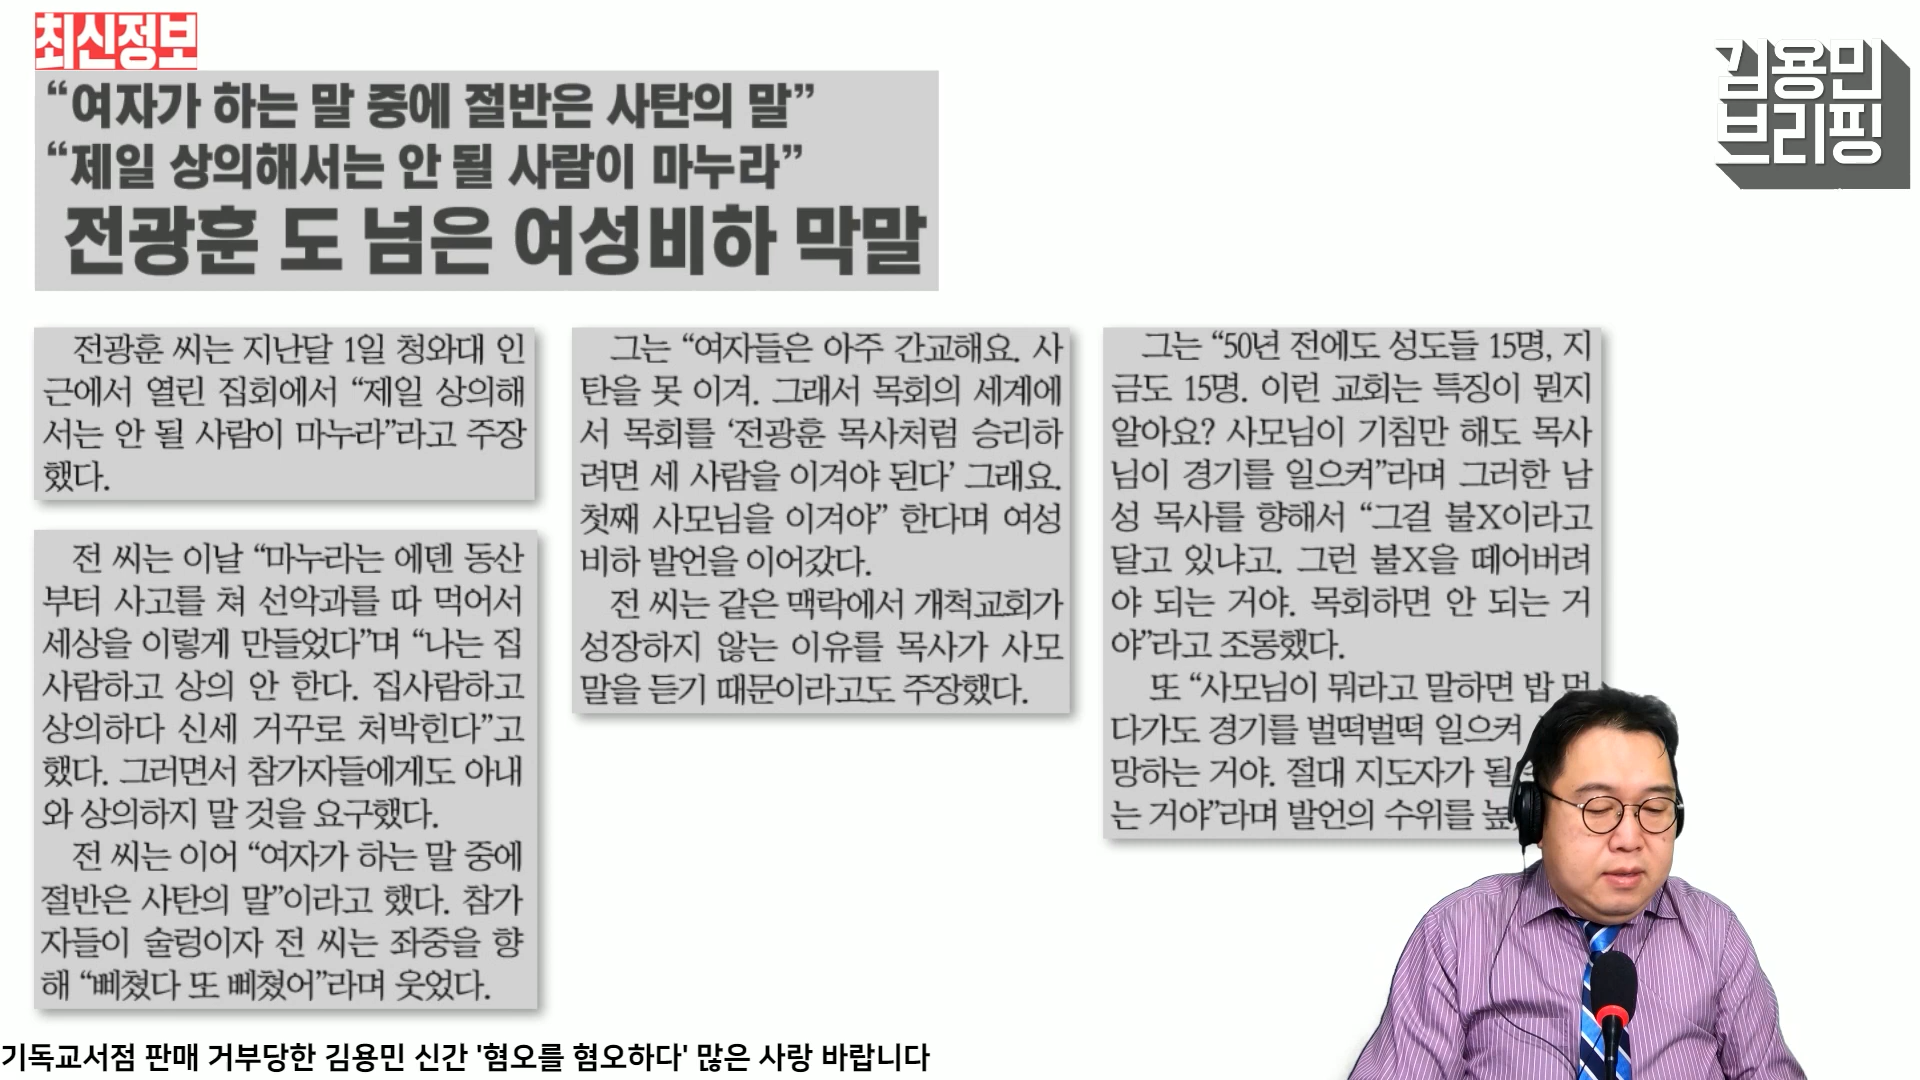 최신정보
“여자가 하는 말 중에 절반은 사탄의 말”
“제일 상의해서는 안 될 사람이 마누라”
전광훈 도 넘은 여성비하 막말
김용민
브리핑
전광훈 씨는 지난달 1일 청와대 인
근에서 열린 집회에서 “제일 상의해
서는 안 될 사람이 마누라”라고 주장
했다.
전 씨는 이날 “마누라는 에덴 동산
부터 사고를 쳐 선악과를 따 먹어서
세상을 이렇게 만들었다”며 “나는 집
사람하고 상의 안 한다. 집사람하고
상의하다 신세 거꾸로 처박힌다”고
했다. 그러면서 참가자들에게도 아내
와 상의하지 말 것을 요구했다.
전 씨는 이어 “여자가 하는 말 중에
절반은 사탄의 말”이라고 했다. 참가
자들이 술렁이자 전 씨는 좌중을 향
해 “삐쳤다 또 삐쳤어”라며 웃었다.
그는 “여자들은 아주 간교해요. 사
탄을 못 이겨. 그래서 목회의 세계에
서 목회를 ‘전광훈 목사처럼 승리하
려면 세 사람을 이겨야 된다’ 그래요.
첫째 사모님을 이겨야” 한다며 여성
비하 발언을 이어갔다.
전 씨는 같은 맥락에서 개척교회가
성장하지 않는 이유를 목사가 사모
말을 듣기 때문이라고도 주장했다.
그는 “50년 전에도 성도들 15명, 지
금도 15명. 이런 교회는 특징이 뭔지
알아요? 사모님이 기침만 해도 목사
님이 경기를 일으켜”라며 그러한 남
성 목사를 향해서 “그걸 불X이라고
달고 있냐고. 그런 불X을 떼어버려
야 되는 거야. 목회하면 안 되는 거
야”라고 조롱했다.
또 “사모님이 뭐라고 말하면 밥 먹
다가도 경기를 벌떡벌떡 일으켜
망하는 거야. 절대 지도자가 될
는 거야”라며 발언의 수위를 높
기독교서점 판매 거부당한 김용민 신간 '혐오를 혐오하다' 많은 사랑 바랍니다